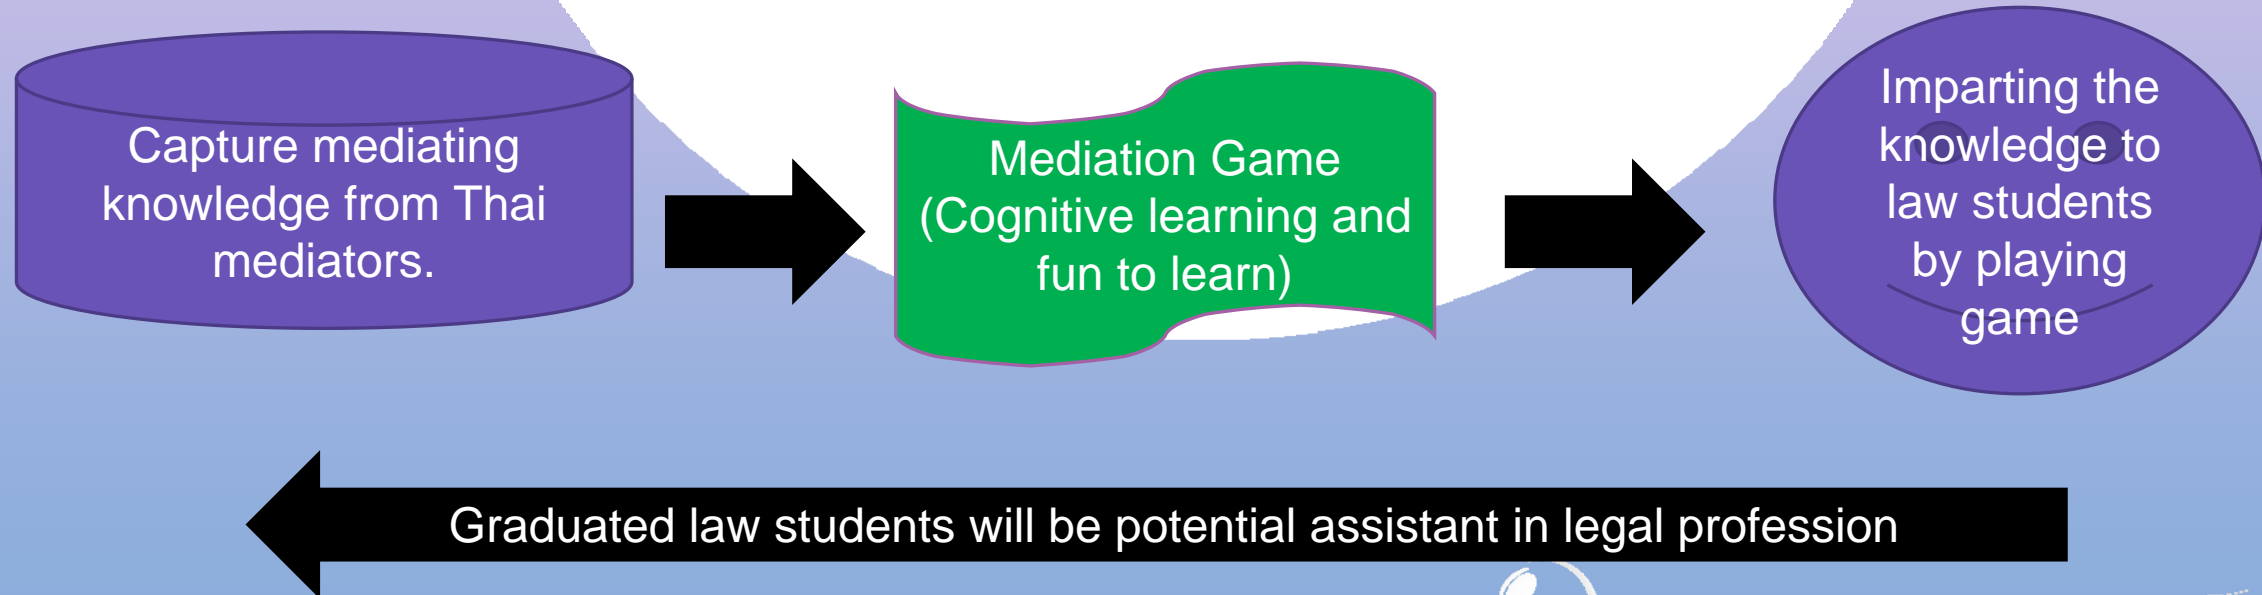 Capture mediating
knowledge from Thai
mediators.
Mediation Game
(Cognitive learning and
fun to learn)
Imparting the
knowledge to
law students
by playing
game
Graduated law students will be potential assistant in legal profession